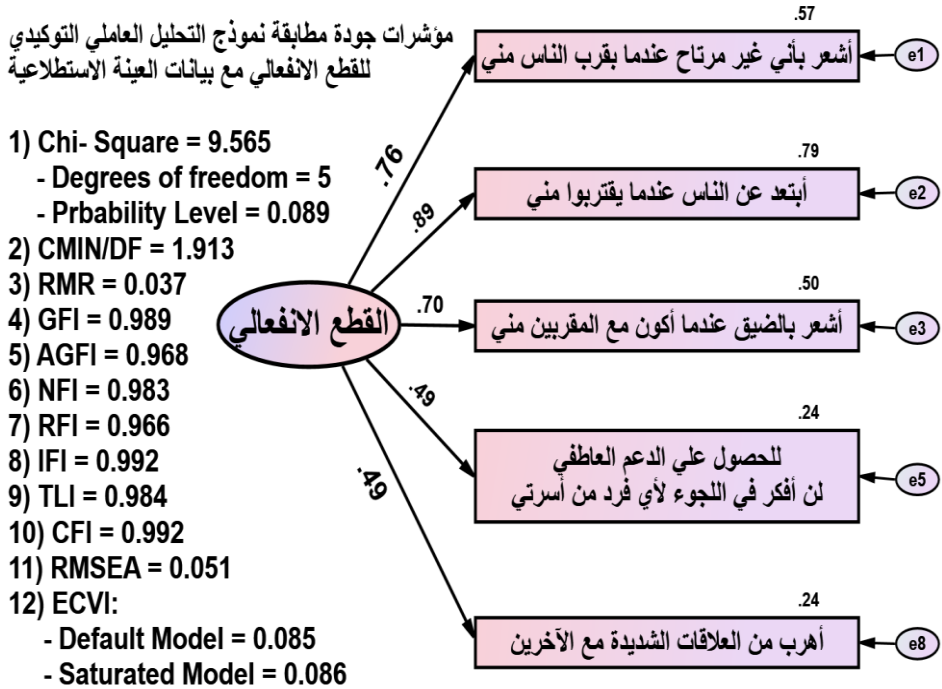 مؤشرات جودة مطابقة نموذج التحليل العاملي التوكيدي
للقطع الانفعالي مع بيانات العينة الاستطلاعية
1) Chi- Square = 9.565
- Degrees of freedom = 5
- Prbability Level = 0.089
2) CMIN/DF = 1.913
3) RMR = 0.037
4) GFI = 0.989
5) AGFI = 0.968
6) NFI = 0.983
7) RFI = 0.966
8) IFI = 0.992
9) TLI = 0.984
10) CFI = 0.992
11) RMSEA = 0.051
12) ECVI:
- Default Model = 0.085
- Saturated Model = 0.086
القطع الانفعالي
.76
.89
.70
.49
.49
.57
أشعر بأني غير مرتاح عندما بقرب الناس مني
e1
.79
أبتعد عن الناس عندما يقتربوا مني
e2
.50
أشعر بالضيق عندما أكون مع المقربين مني
e3
.24
للحصول علي الدعم العاطفي
لن أفكر في اللجوء لأي فرد من أسرتي
e5
.24
أهرب من العلاقات الشديدة مع الآخرين
e8